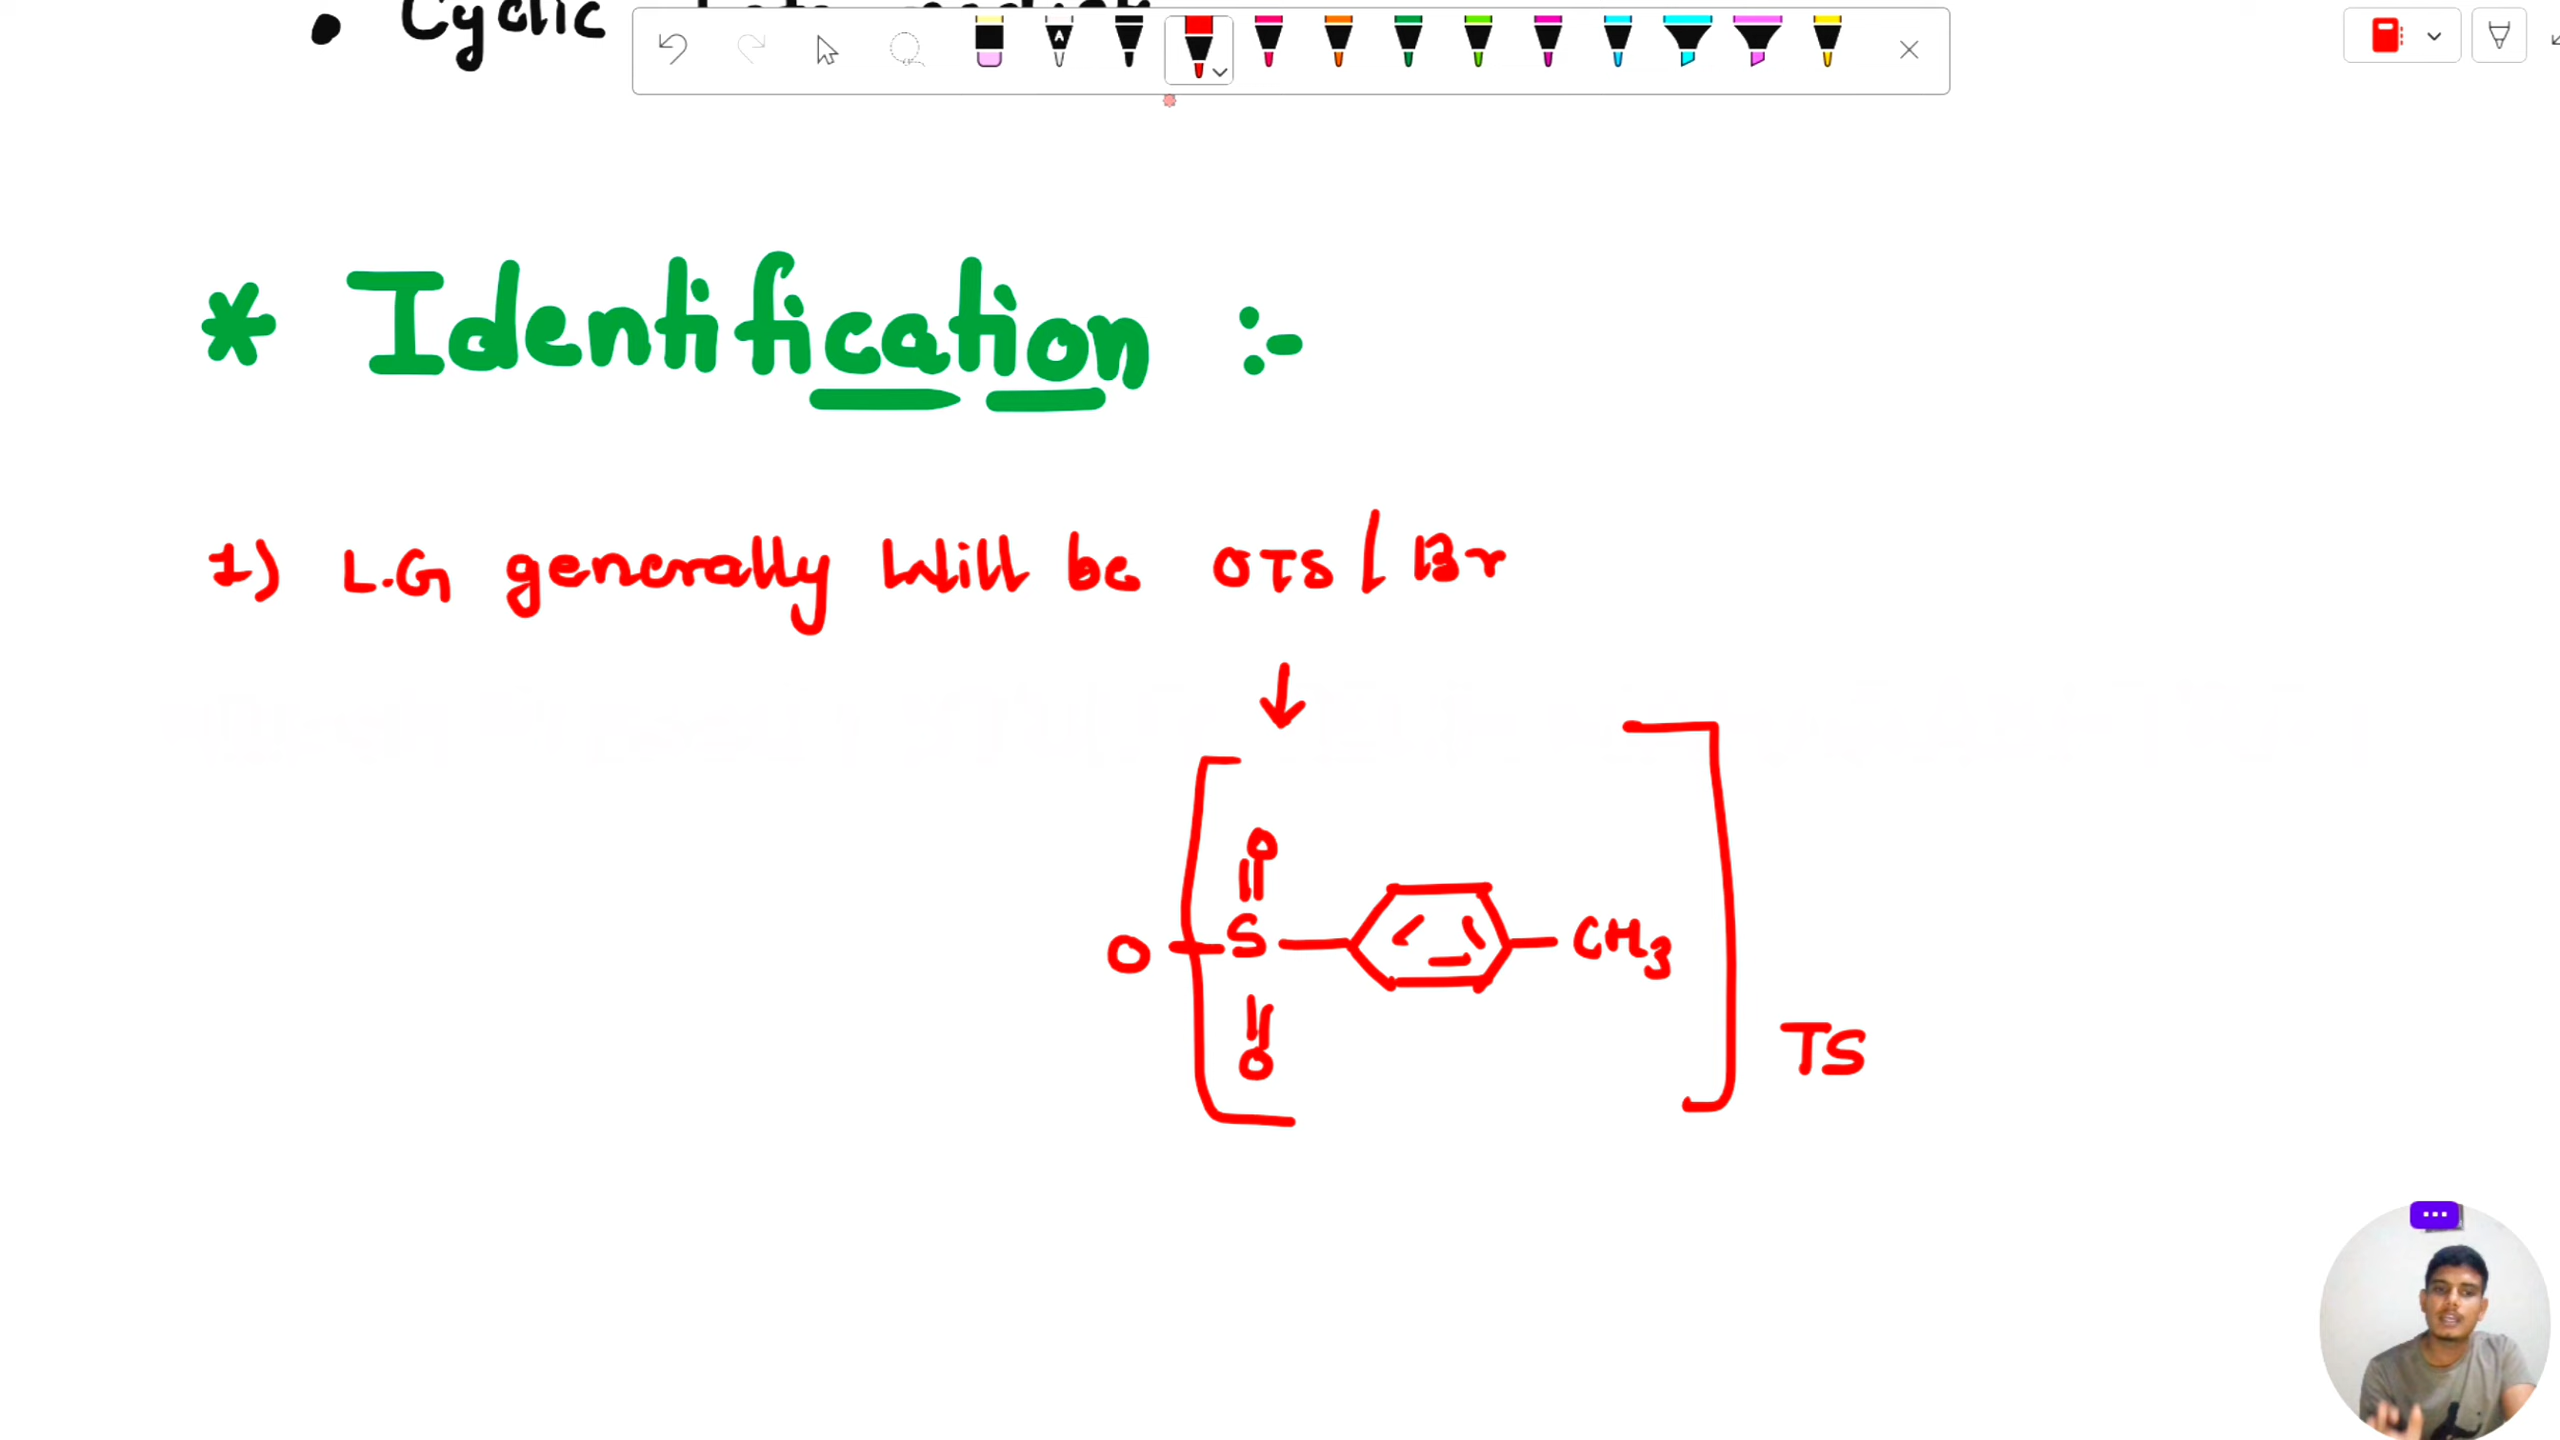 • Cyclic
* Identification :-
1) L.G generally will be OTS / Br
↓
O
O - S - CH3
O
TS